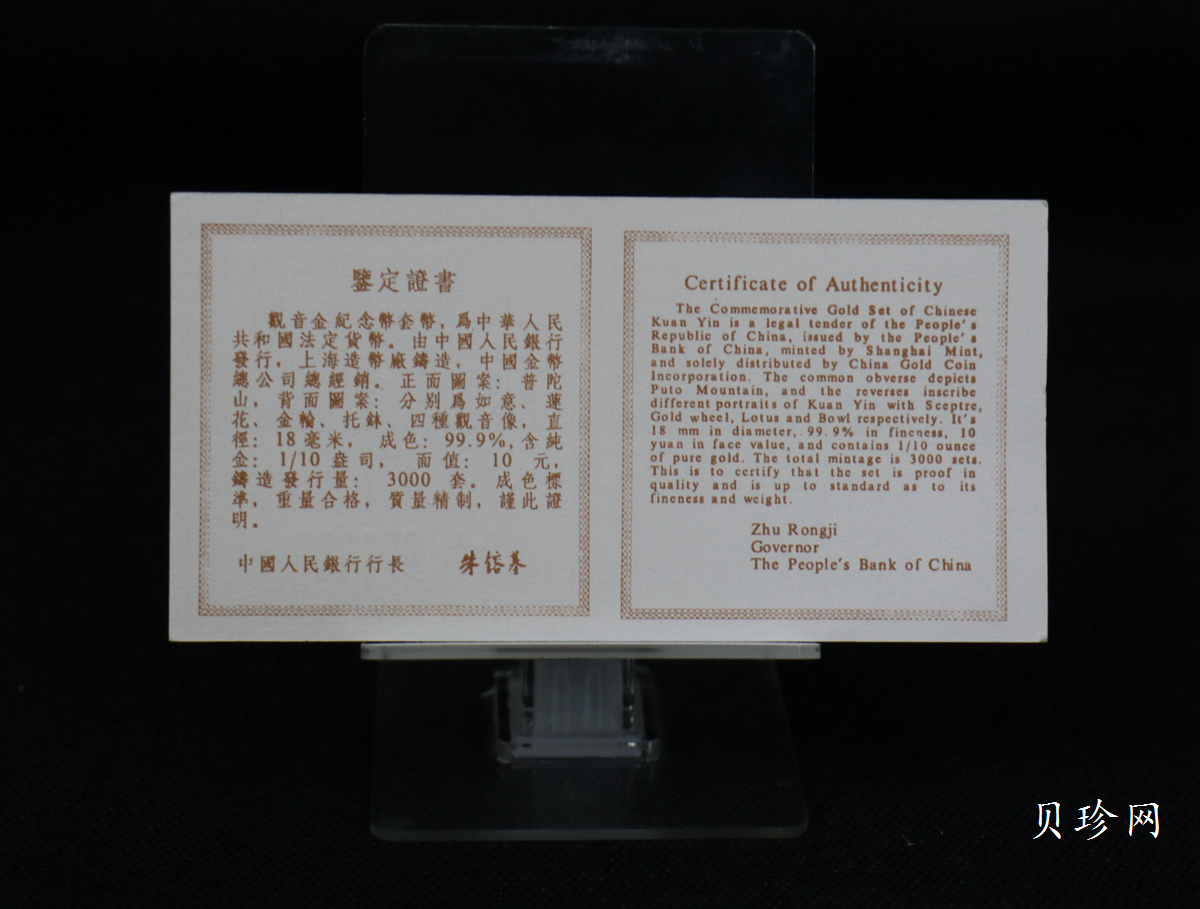 鑒定證書
觀音金紀念幣套幣，爲中華人民
共和國法定貨幣。由中國人民銀行
發行，上海造幣廠鑄造，中國金幣
總公司總經銷。正面圖案：普陀
山，背面圖案：分别爲如意、蓮
花、金輪、托鉢、四種觀音像，直
徑：18毫米，成色：99.9%，含純
金：1/10盎司，面值：10元，
鑄造發行量：3000套。成色標
準，重量合格，質量精制，謹此證
明。
中國人民銀行行長 朱镕基
Certificate of Authenticity
The Commemorative Gold Set of Chinese
Kuan Yin is a legal tender of the People's
Republic of China, issued by the People's
Bank of China, minted by Shanghai Mint,
and solely distributed by China Gold Coin
Incorporation. The common obverse depicts
Puto Mountain, and the reverses inscribe
different portraits of Kuan Yin with Sceptre,
Gold wheel, Lotus and Bowl respectively. It's
18 mm in diameter, 99.9% in fineness, 10
yuan in face value, and contains 1/10 ounce
of pure gold. The total mintage is 3000 sets.
This is to certify that the set is proof in
quality and is up to standard as to its
fineness and weight.
Zhu Rongji
Governor
The People's Bank of China
贝珍网